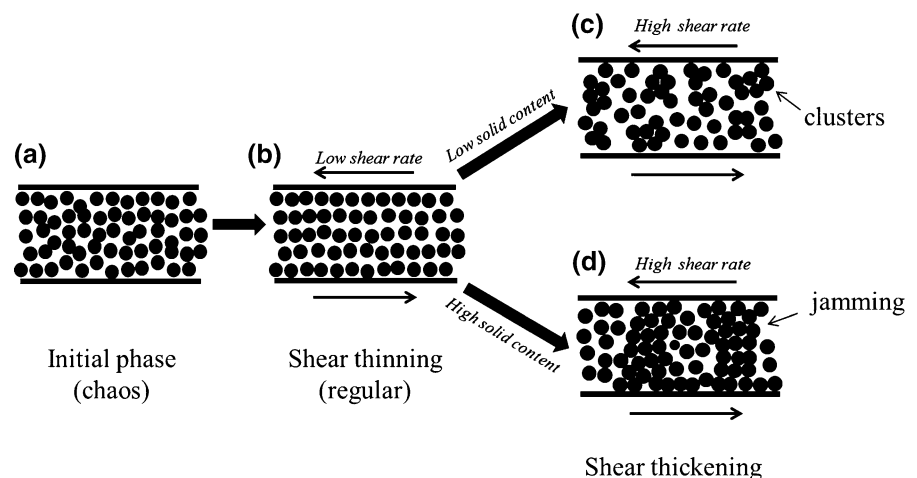 (a)
Initial phase
(chaos)
(b)
Low shear rate
Shear thinning
(regular)
Low solid content
High solid content
(c)
High shear rate
clusters
(d)
High shear rate
jamming
Shear thickening